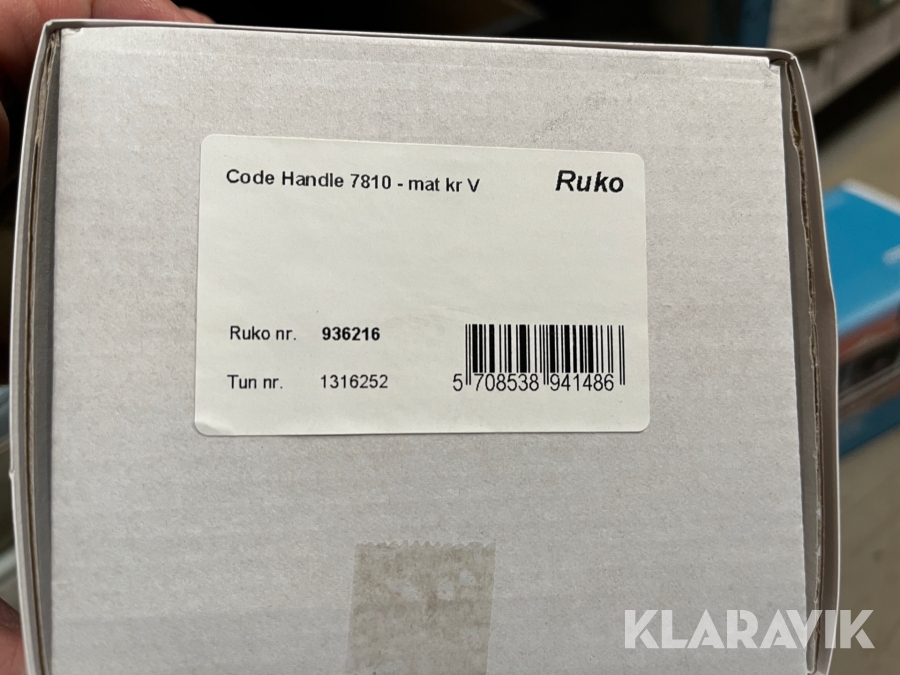 Code Handle 7810 - mat kr V
Ruko
Ruko nr. 936216
Tun nr. 1316252
5 708538 941486
KLARAVIK